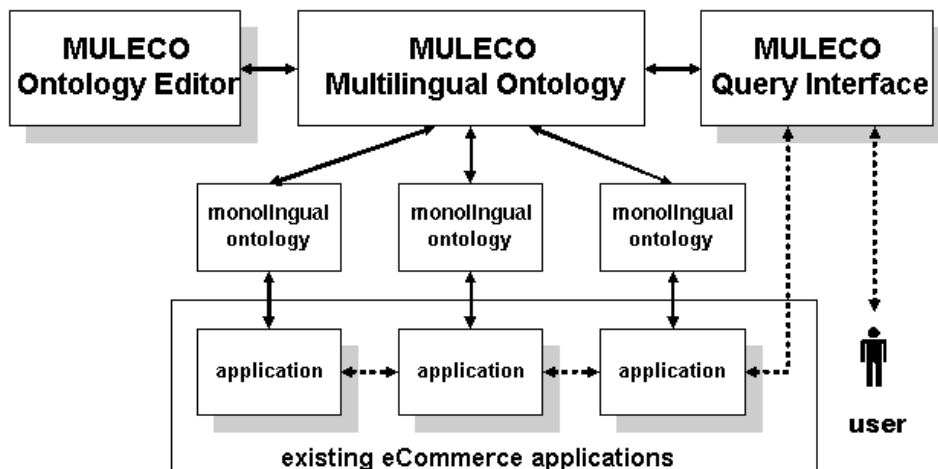 MULECO
Ontology Editor
MULECO
Multilingual Ontology
MULECO
Query Interface
monolingual
ontology
monolingual
ontology
monolingual
ontology
application
application
application
user
existing eCommerce applications